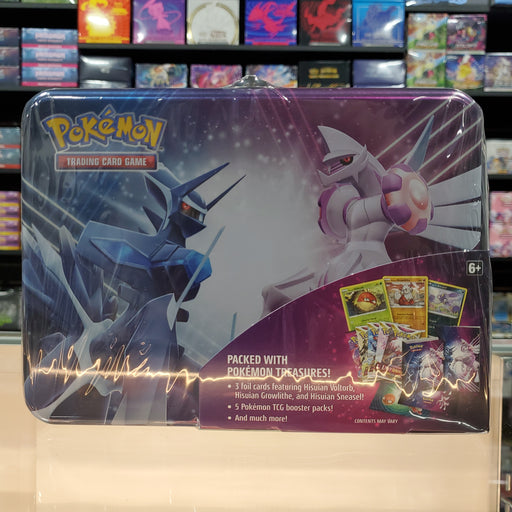 POKéMON
TRADING CARD GAME
6+
PACKED WITH
POKÉMON TREASURES!
• 3 foil cards featuring Hisuian Voltorb,
Hisuian Growlithe, and Hisuian Sneasel!
• 5 Pokémon TCG booster packs!
• And much more!
CONTENTS MAY VARY